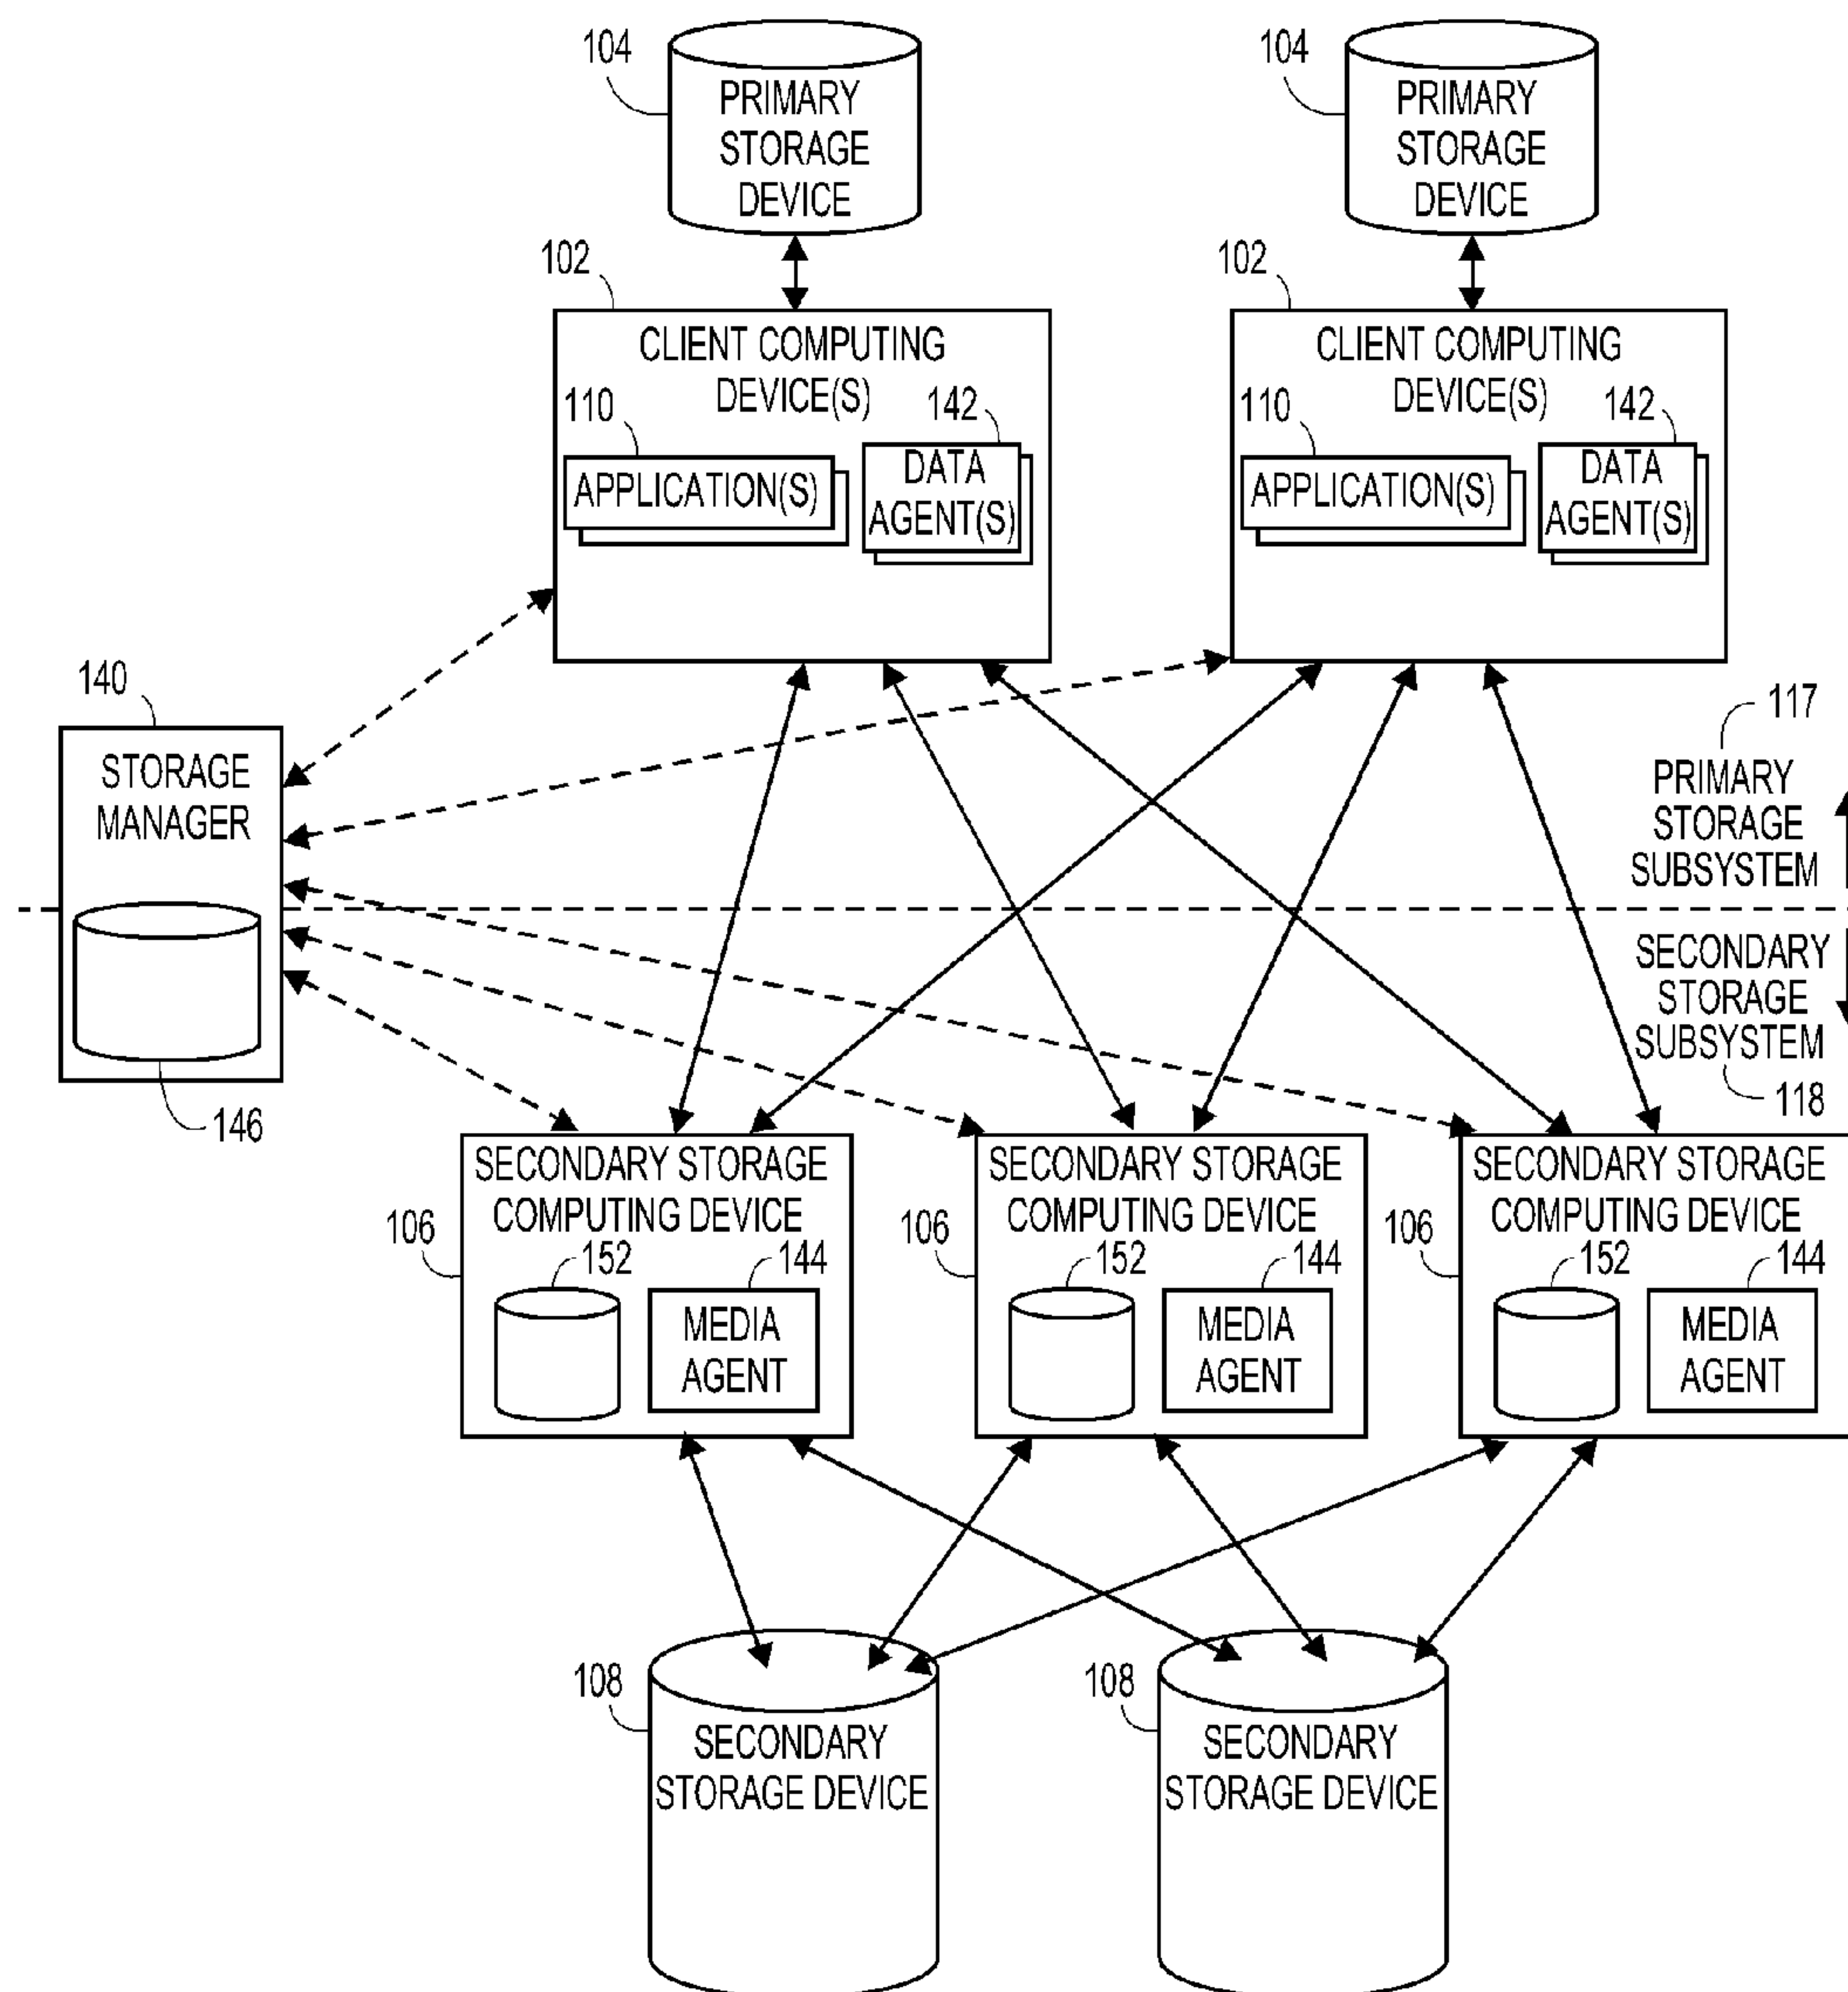 104
PRIMARY
STORAGE
DEVICE
104
PRIMARY
STORAGE
DEVICE
102
CLIENT COMPUTING
DEVICE(S)
110
142
APPLICATION(S)
DATA
AGENT(S)
102
CLIENT COMPUTING
DEVICE(S)
110
142
APPLICATION(S)
DATA
AGENT(S)
140
STORAGE
MANAGER
146
117
PRIMARY
STORAGE
SUBSYSTEM
SECONDARY
STORAGE
SUBSYSTEM
118
SECONDARY STORAGE
COMPUTING DEVICE
106
152
144
MEDIA
AGENT
SECONDARY STORAGE
COMPUTING DEVICE
106
152
144
MEDIA
AGENT
SECONDARY STORAGE
COMPUTING DEVICE
106
152
144
MEDIA
AGENT
108
SECONDARY
STORAGE DEVICE
108
SECONDARY
STORAGE DEVICE